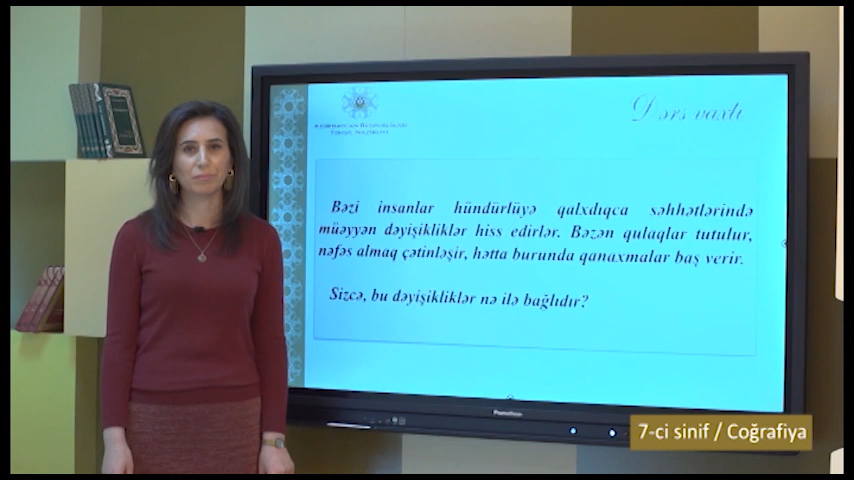 Dərs vaxtı
Bəzi insanlar hündürlüyə qalxdıqca səhhətlərində
müəyyən dəyişikliklər hiss edirlər. Bəzən qulaqlar tutulur,
nəfəs almaq çətinləşir, hətta burunda qanaxmalar baş verir.
Sizcə, bu dəyişikliklər nə ilə bağlıdır?
Promethean
7-ci sinif / Coğrafiya